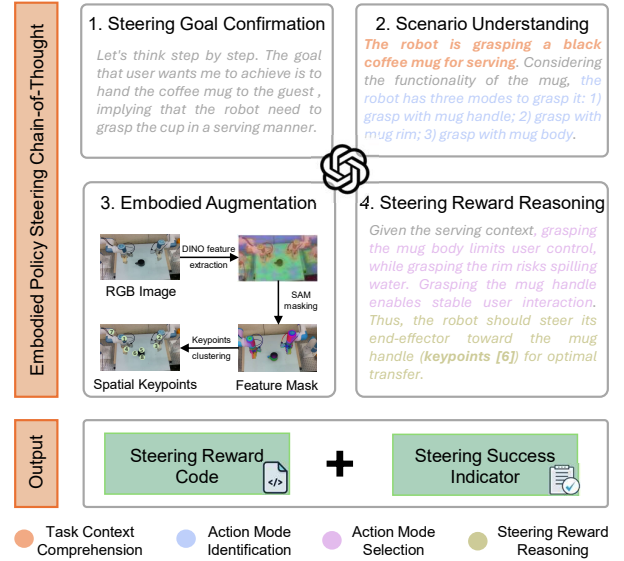 Embodied Policy Steering Chain-of-Thought
1. Steering Goal Confirmation
Let's think step by step. The goal
that user wants me to achieve is to
hand the coffee mug to the guest ,
implying that the robot need to
grasp the cup in a serving manner.
2. Scenario Understanding
The robot is grasping a black
coffee mug for serving. Considering
the functionality of the mug, the
robot has three modes to grasp it: 1)
grasp with mug handle; 2) grasp with
mug rim; 3) grasp with mug body.
3. Embodied Augmentation
DINO feature
extraction
RGB Image
SAM
masking
Keypoints
clustering
Spatial Keypoints
Feature Mask
4. Steering Reward Reasoning
Given the serving context, grasping
the mug body limits user control,
while grasping the rim risks spilling
water. Grasping the mug handle
enables stable user interaction.
Thus, the robot should steer its
end-effector toward the mug
handle (keypoints [6]) for optimal
transfer.
Output
Steering Reward
Code
</>
+
Steering Success
Indicator
Task Context
Comprehension
Action Mode
Identification
Action Mode
Selection
Steering Reward
Reasoning